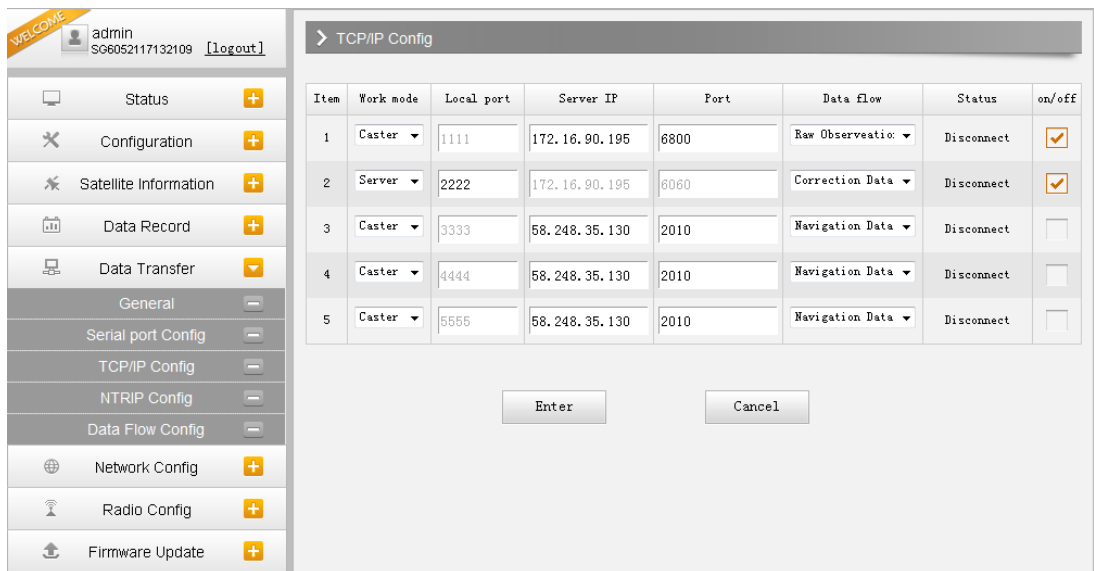 WELCOME
admin
SG6052117132109 [logout]
Status
Configuration
Satellite Information
Data Record
Data Transfer
General
Serial port Config
TCP/IP Config
NTRIP Config
Data Flow Config
Network Config
Radio Config
Firmware Update
TCP/IP Config
Item Work mode Local port Server IP Port Data flow Status on/off
1 Caster 1111 172.16.90.195 6800 Raw Observeatio: Disconnect
2 Server 2222 172.16.90.195 6060 Correction Data Disconnect
3 Caster 3333 58.248.35.130 2010 Navigation Data Disconnect
4 Caster 4444 58.248.35.130 2010 Navigation Data Disconnect
5 Caster 5555 58.248.35.130 2010 Navigation Data Disconnect
Enter Cancel